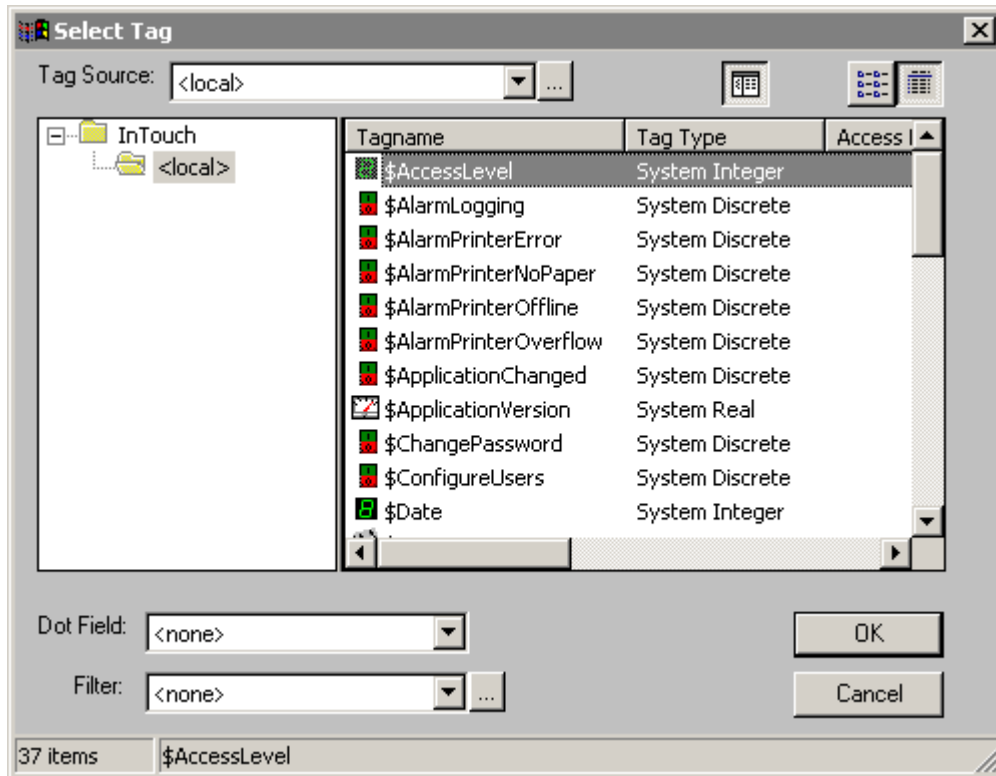 Select Tag
Tag Source: <local> ...
InTouch
<local>
Tagname Tag Type Access
$AccessLevel System Integer
$AlarmLogging System Discrete
$AlarmPrinterError System Discrete
$AlarmPrinterNoPaper System Discrete
$AlarmPrinterOffline System Discrete
$AlarmPrinterOverflow System Discrete
$ApplicationChanged System Discrete
$ApplicationVersion System Real
$ChangePassword System Discrete
$ConfigureUsers System Discrete
$Date System Integer
Dot Field: <none> OK
Filter: <none> ... Cancel
37 items $AccessLevel